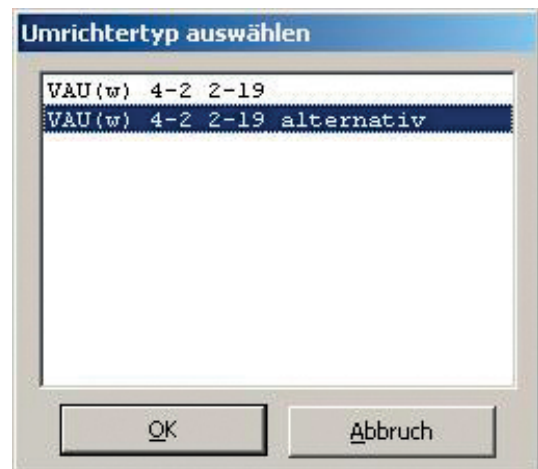 Umrichtertyp auswählen
VAU(w) 4-2 2-19
VAU(w) 4-2 2-19 alternativ
OK
Abbruch